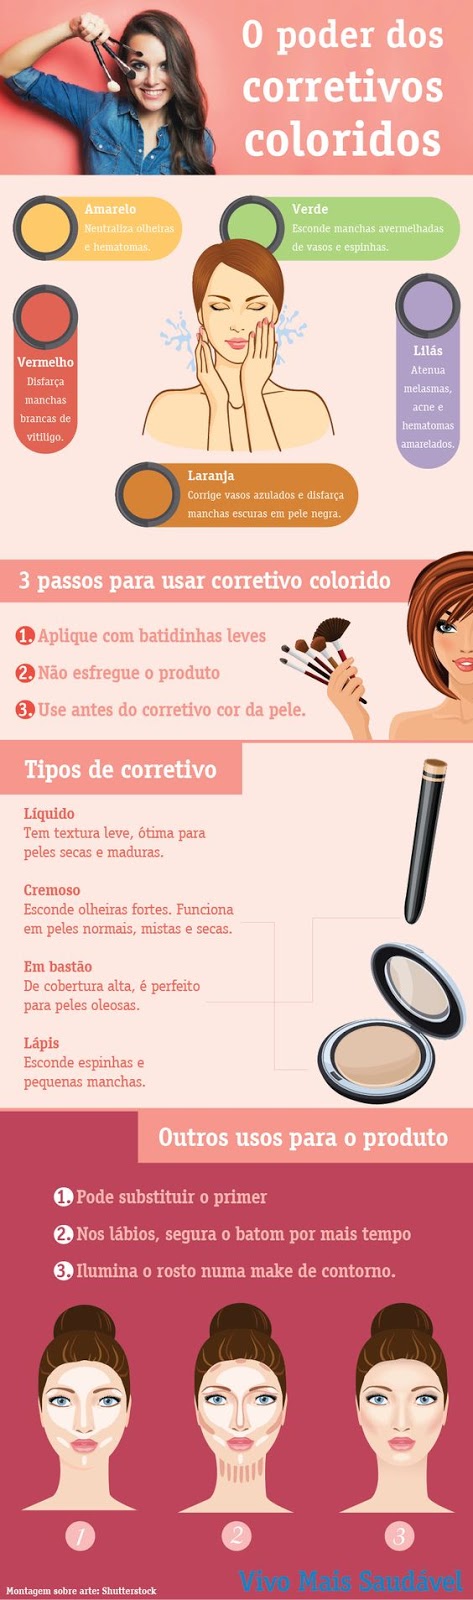 O poder dos
corretivos
coloridos
Amarelo
Neutraliza olheiras
e hematomas.
Verde
Esconde manchas avermelhadas
de vasos e espinhas.
Vermelho
Disfarça
manchas
brancas de
vitiligo.
Lilás
Atenua
melasmas,
acne e
hematomas
amarelados.
Laranja
Corrige vasos azulados e disfarça
manchas escuras em pele negra.
3 passos para usar corretivo colorido
1. Aplique com batidinhas leves
2. Não esfregue o produto
3. Use antes do corretivo cor da pele.
Tipos de corretivo
Líquido
Tem textura leve, ótima para
peles secas e maduras.
Cremoso
Esconde olheiras fortes. Funciona
em peles normais, mistas e secas.
Em bastão
De cobertura alta, é perfeito
para peles oleosas.
Lápis
Esconde espinhas e
pequenas manchas.
Outros usos para o produto
1. Pode substituir o primer
2. Nos lábios, segura o batom por mais tempo
3. Ilumina o rosto numa make de contorno.
1 2 3
Vivo Mais Saudável
Montagem sobre arte: Shutterstock